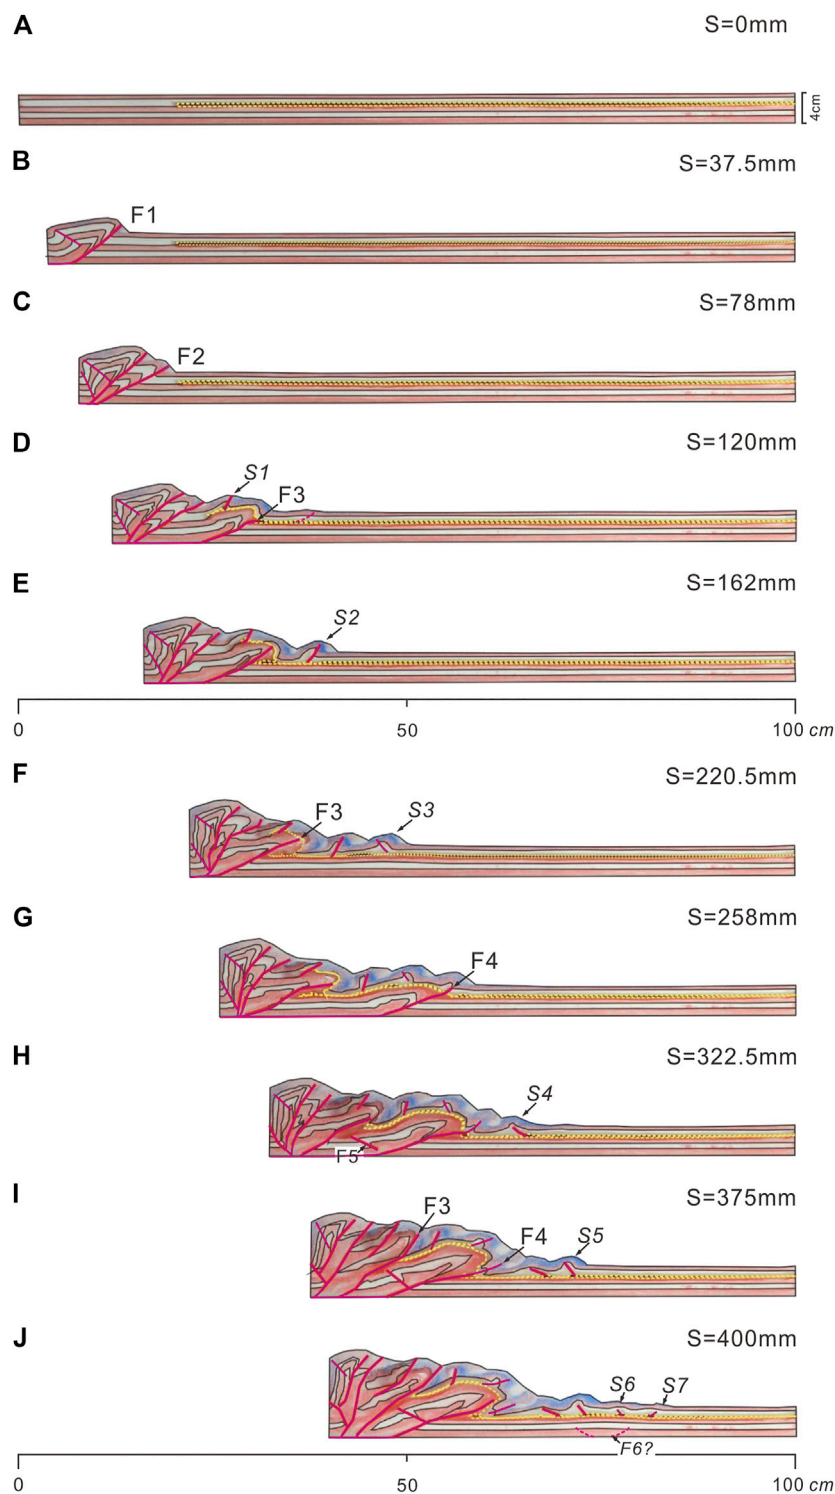 A
S=0mm
4cm
B
S=37.5mm
F1
C
S=78mm
F2
D
S=120mm
S1
F3
E
S=162mm
S2
0 50 100 cm
F
S=220.5mm
F3 S3
G
S=258mm
F4
H
S=322.5mm
S4
F5
I
S=375mm
F3
F4 S5
J
S=400mm
S6 S7
F6?
0 50 100 cm